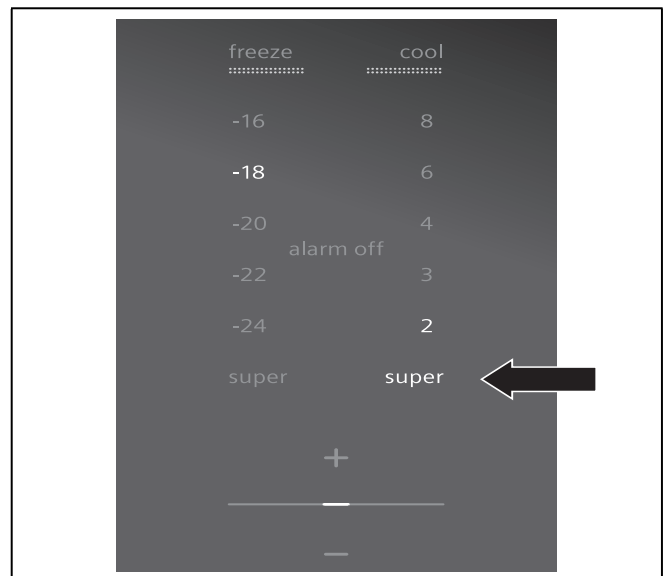 freeze cool
-16 8
-18 6
-20 4
alarm off
-22 3
-24 2
super super
+
—